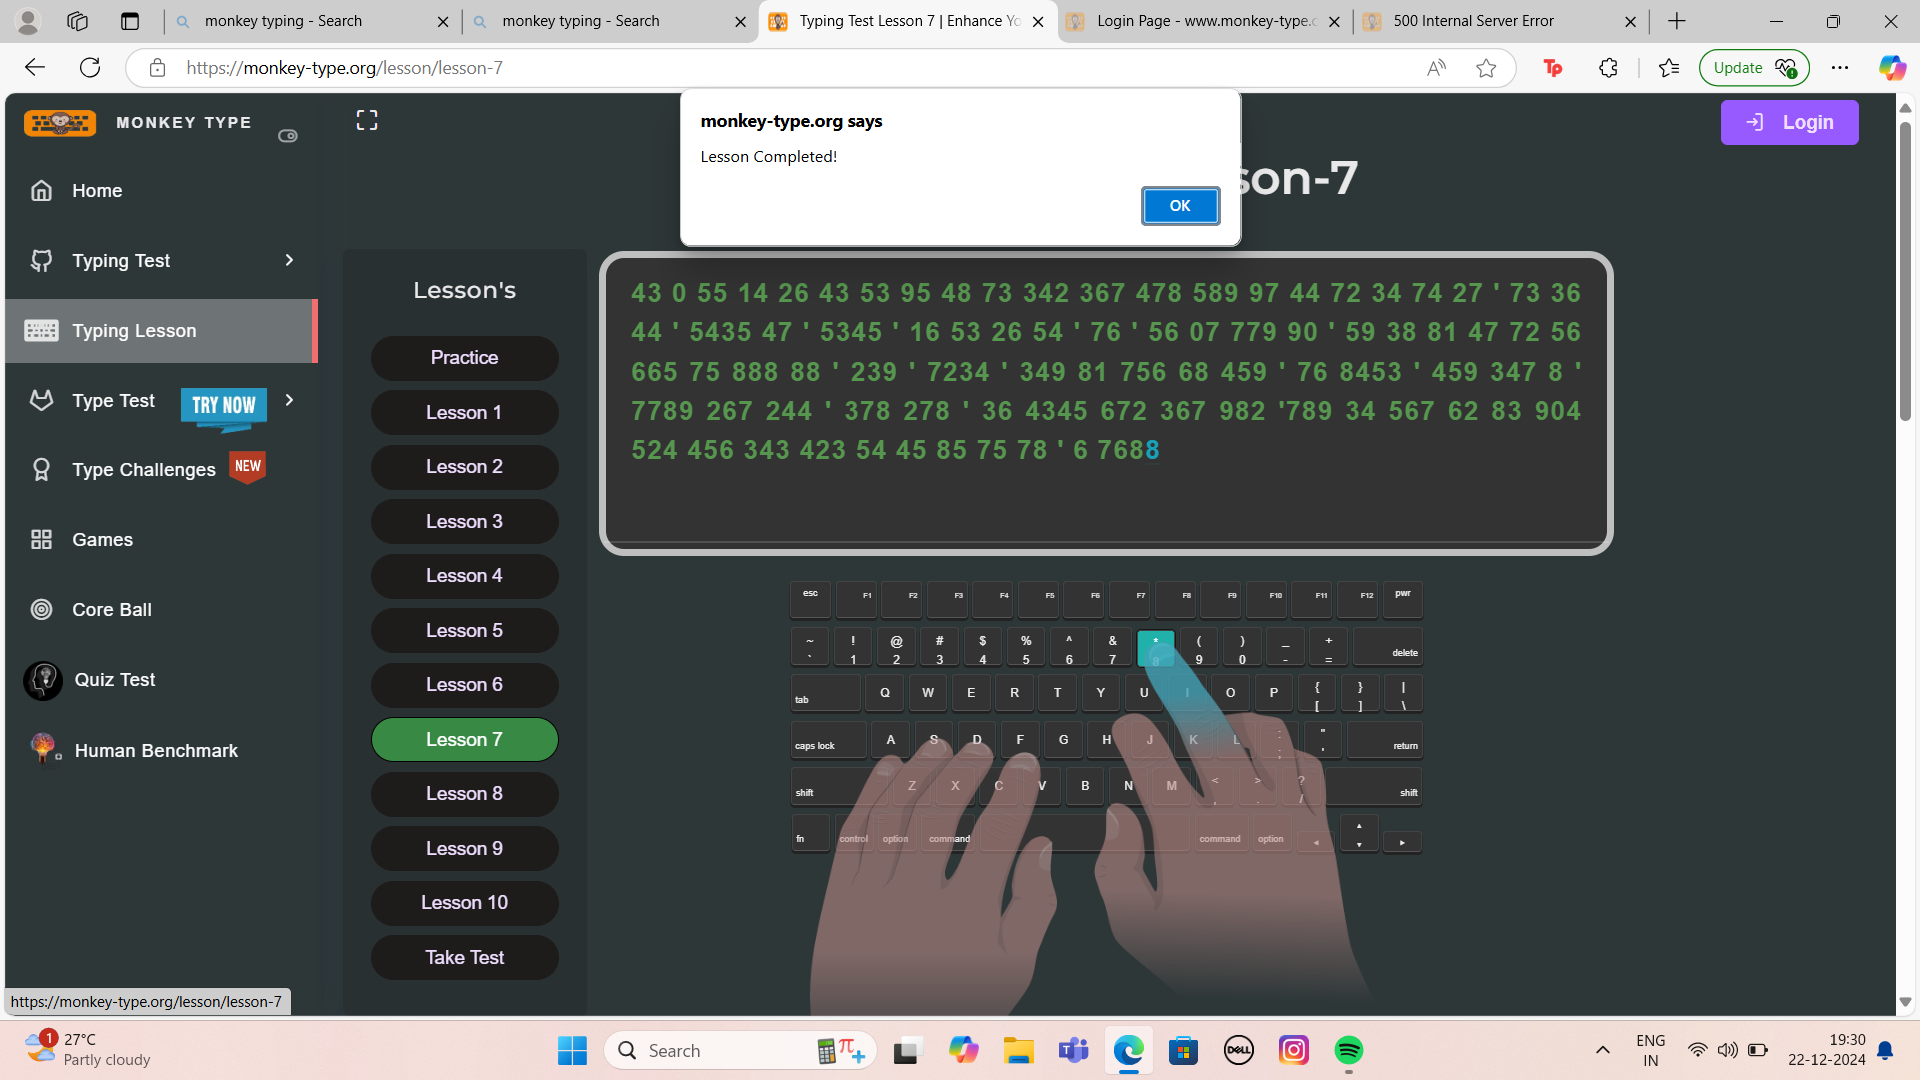 monkey typing - Search
monkey typing - Search
Typing Test Lesson 7 | Enhance Yo
Login Page - www.monkey-type.o
500 Internal Server Error
https://monkey-type.org/lesson/lesson-7
Update
MONKEY TYPE
monkey-type.org says
Lesson Completed!
OK
son-7
Login
Home
Typing Test
Typing Lesson
Type Test TRY NOW
Type Challenges NEW
Games
Core Ball
Quiz Test
Human Benchmark
Lesson's
Practice
Lesson 1
Lesson 2
Lesson 3
Lesson 4
Lesson 5
Lesson 6
Lesson 7
Lesson 8
Lesson 9
Lesson 10
Take Test
43 0 55 14 26 43 53 95 48 73 342 367 478 589 97 44 72 34 74 27 ' 73 36
44 ' 5435 47 ' 5345 ' 16 53 26 54 ' 76 ' 56 07 779 90 ' 59 38 81 47 72 56
665 75 888 88 ' 239 ' 7234 ' 349 81 756 68 459 ' 76 8453 ' 459 347 8 '
7789 267 244 ' 378 278 ' 36 4345 672 367 982 '789 34 567 62 83 904
524 456 343 423 54 45 85 75 78 ' 6 7688
esc F1 F2 F3 F4 F5 F6 F7 F8 F9 F10 F11 F12 pwr
~ ! @ # $ % ^ & * ( ) _ +
` 1 2 3 4 5 6 7 8 9 0 - = delete
tab Q W E R T Y U I O P { } |
[ ] \
caps lock A S D F G H J K L : "
; ' return
shift Z X C V B N M < > ?
, . / shift
fn control option command command option ◄ ▲ ▼ ►
https://monkey-type.org/lesson/lesson-7
1
27°C
Partly cloudy
Search
DELL
ENG
IN
19:30
22-12-2024